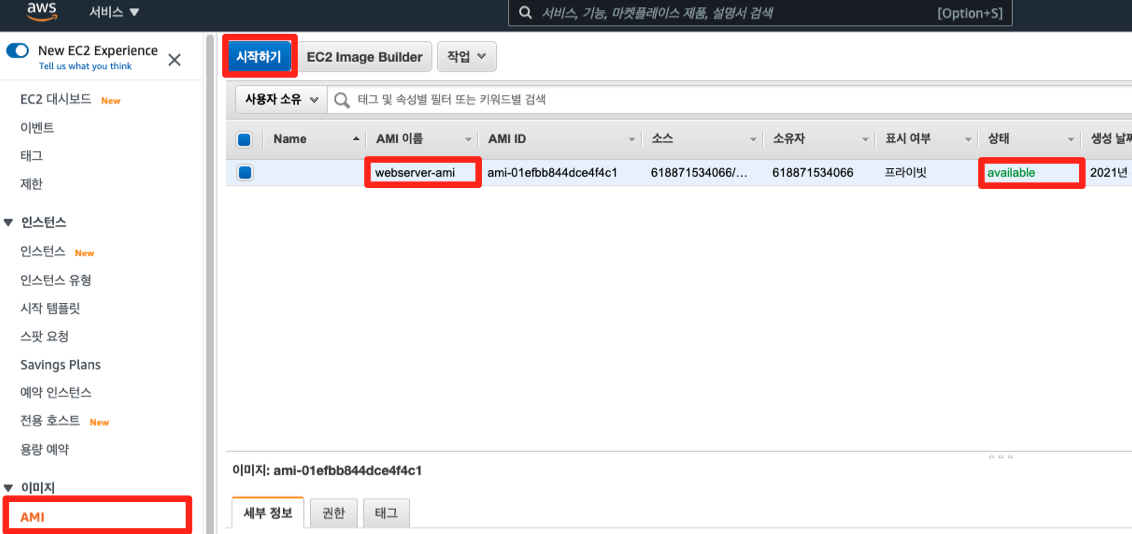 aws
서비스
서비스, 기능, 마켓플레이스 제품, 설명서 검색 [Option+S]
New EC2 Experience
Tell us what you think
EC2 대시보드 New
이벤트
태그
제한
인스턴스
인스턴스 New
인스턴스 유형
시작 템플릿
스팟 요청
Savings Plans
예약 인스턴스
전용 호스트 New
용량 예약
이미지
AMI
시작하기 EC2 Image Builder 작업
사용자 소유 태그 및 속성별 필터 또는 키워드별 검색
Name AMI 이름 AMI ID 소스 소유자 표시 여부 상태 생성 날짜
webserver-ami ami-01efbb844dce4f4c1 618871534066/... 618871534066 프라이빗 available 2021년
이미지: ami-01efbb844dce4f4c1
세부 정보 권한 태그